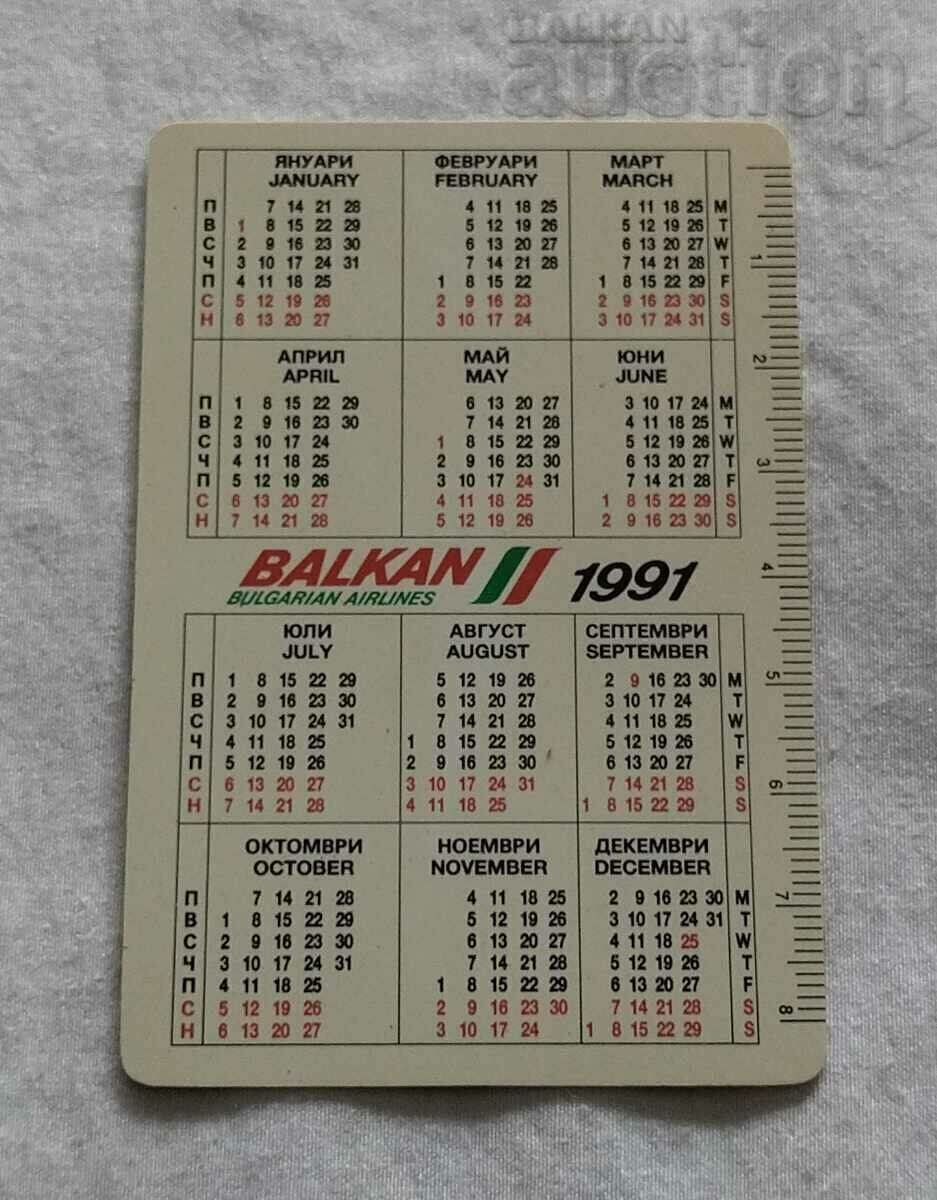 BALKAN
auction
ЯНУАРИ ФЕВРУАРИ МАРТ
JANUARY FEBRUARY MARCH
П 7 14 21 28 4 11 18 25 4 11 18 25 M
В 1 8 15 22 29 5 12 19 26 5 12 19 26 T
С 2 9 16 23 30 6 13 20 27 6 13 20 27 W
Ч 3 10 17 24 31 7 14 21 28 7 14 21 28 T
П 4 11 18 25 1 8 15 22 1 8 15 22 29 F
С 5 12 19 26 2 9 16 23 2 9 16 23 30 S
Н 6 13 20 27 3 10 17 24 3 10 17 24 31 S
АПРИЛ МАЙ ЮНИ
APRIL MAY JUNE
П 1 8 15 22 29 6 13 20 27 3 10 17 24 M
В 2 9 16 23 30 7 14 21 28 4 11 18 25 T
С 3 10 17 24 1 8 15 22 29 5 12 19 26 W
Ч 4 11 18 25 2 9 16 23 30 6 13 20 27 T
П 5 12 19 26 3 10 17 24 31 7 14 21 28 F
С 6 13 20 27 4 11 18 25 1 8 15 22 29 S
Н 7 14 21 28 5 12 19 26 2 9 16 23 30 S
BALKAN 1991
BULGARIAN AIRLINES
ЮЛИ АВГУСТ СЕПТЕМВРИ
JULY AUGUST SEPTEMBER
П 1 8 15 22 29 5 12 19 26 2 9 16 23 30 M
В 2 9 16 23 30 6 13 20 27 3 10 17 24 T
С 3 10 17 24 31 7 14 21 28 4 11 18 25 W
Ч 4 11 18 25 1 8 15 22 29 5 12 19 26 T
П 5 12 19 26 2 9 16 23 30 6 13 20 27 F
С 6 13 20 27 3 10 17 24 31 7 14 21 28 S
Н 7 14 21 28 4 11 18 25 1 8 15 22 29 S
ОКТОМВРИ НОЕМВРИ ДЕКЕМВРИ
OCTOBER NOVEMBER DECEMBER
П 7 14 21 28 4 11 18 25 2 9 16 23 30 M
В 1 8 15 22 29 5 12 19 26 3 10 17 24 31 T
С 2 9 16 23 30 6 13 20 27 4 11 18 25 W
Ч 3 10 17 24 31 7 14 21 28 5 12 19 26 T
П 4 11 18 25 1 8 15 22 29 6 13 20 27 F
С 5 12 19 26 2 9 16 23 30 7 14 21 28 S
Н 6 13 20 27 3 10 17 24 1 8 15 22 29 S
1
2
3
4
5
6
7
8